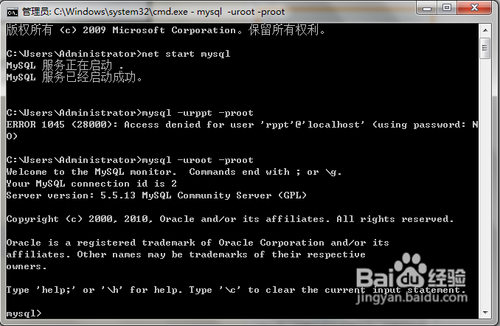 管理员: C:\Windows\system32\cmd.exe - mysql -uroot -proot
版权所有 (c) 2009 Microsoft Corporation。保留所有权利。
C:\Users\Administrator>net start mysql
MySQL 服务正在启动 .
MySQL 服务已经启动成功。
C:\Users\Administrator>mysql -urppt -proot
ERROR 1045 (28000): Access denied for user 'rppt'@'localhost' (using password: N
O)
C:\Users\Administrator>mysql -uroot -proot
Welcome to the MySQL monitor.  Commands end with ; or \g.
Your MySQL connection id is 2
Server version: 5.5.13 MySQL Community Server (GPL)
Copyright (c) 2000, 2010, Oracle and/or its affiliates. All rights reserved.
Oracle is a registered trademark of Oracle Corporation and/or its
affiliates. Other names may be trademarks of their respective
owners.
Type 'help;' or '\h' for help. Type '\c' to clear the current input statement.
mysql>
Baidu 经验
jingyan.baidu.com